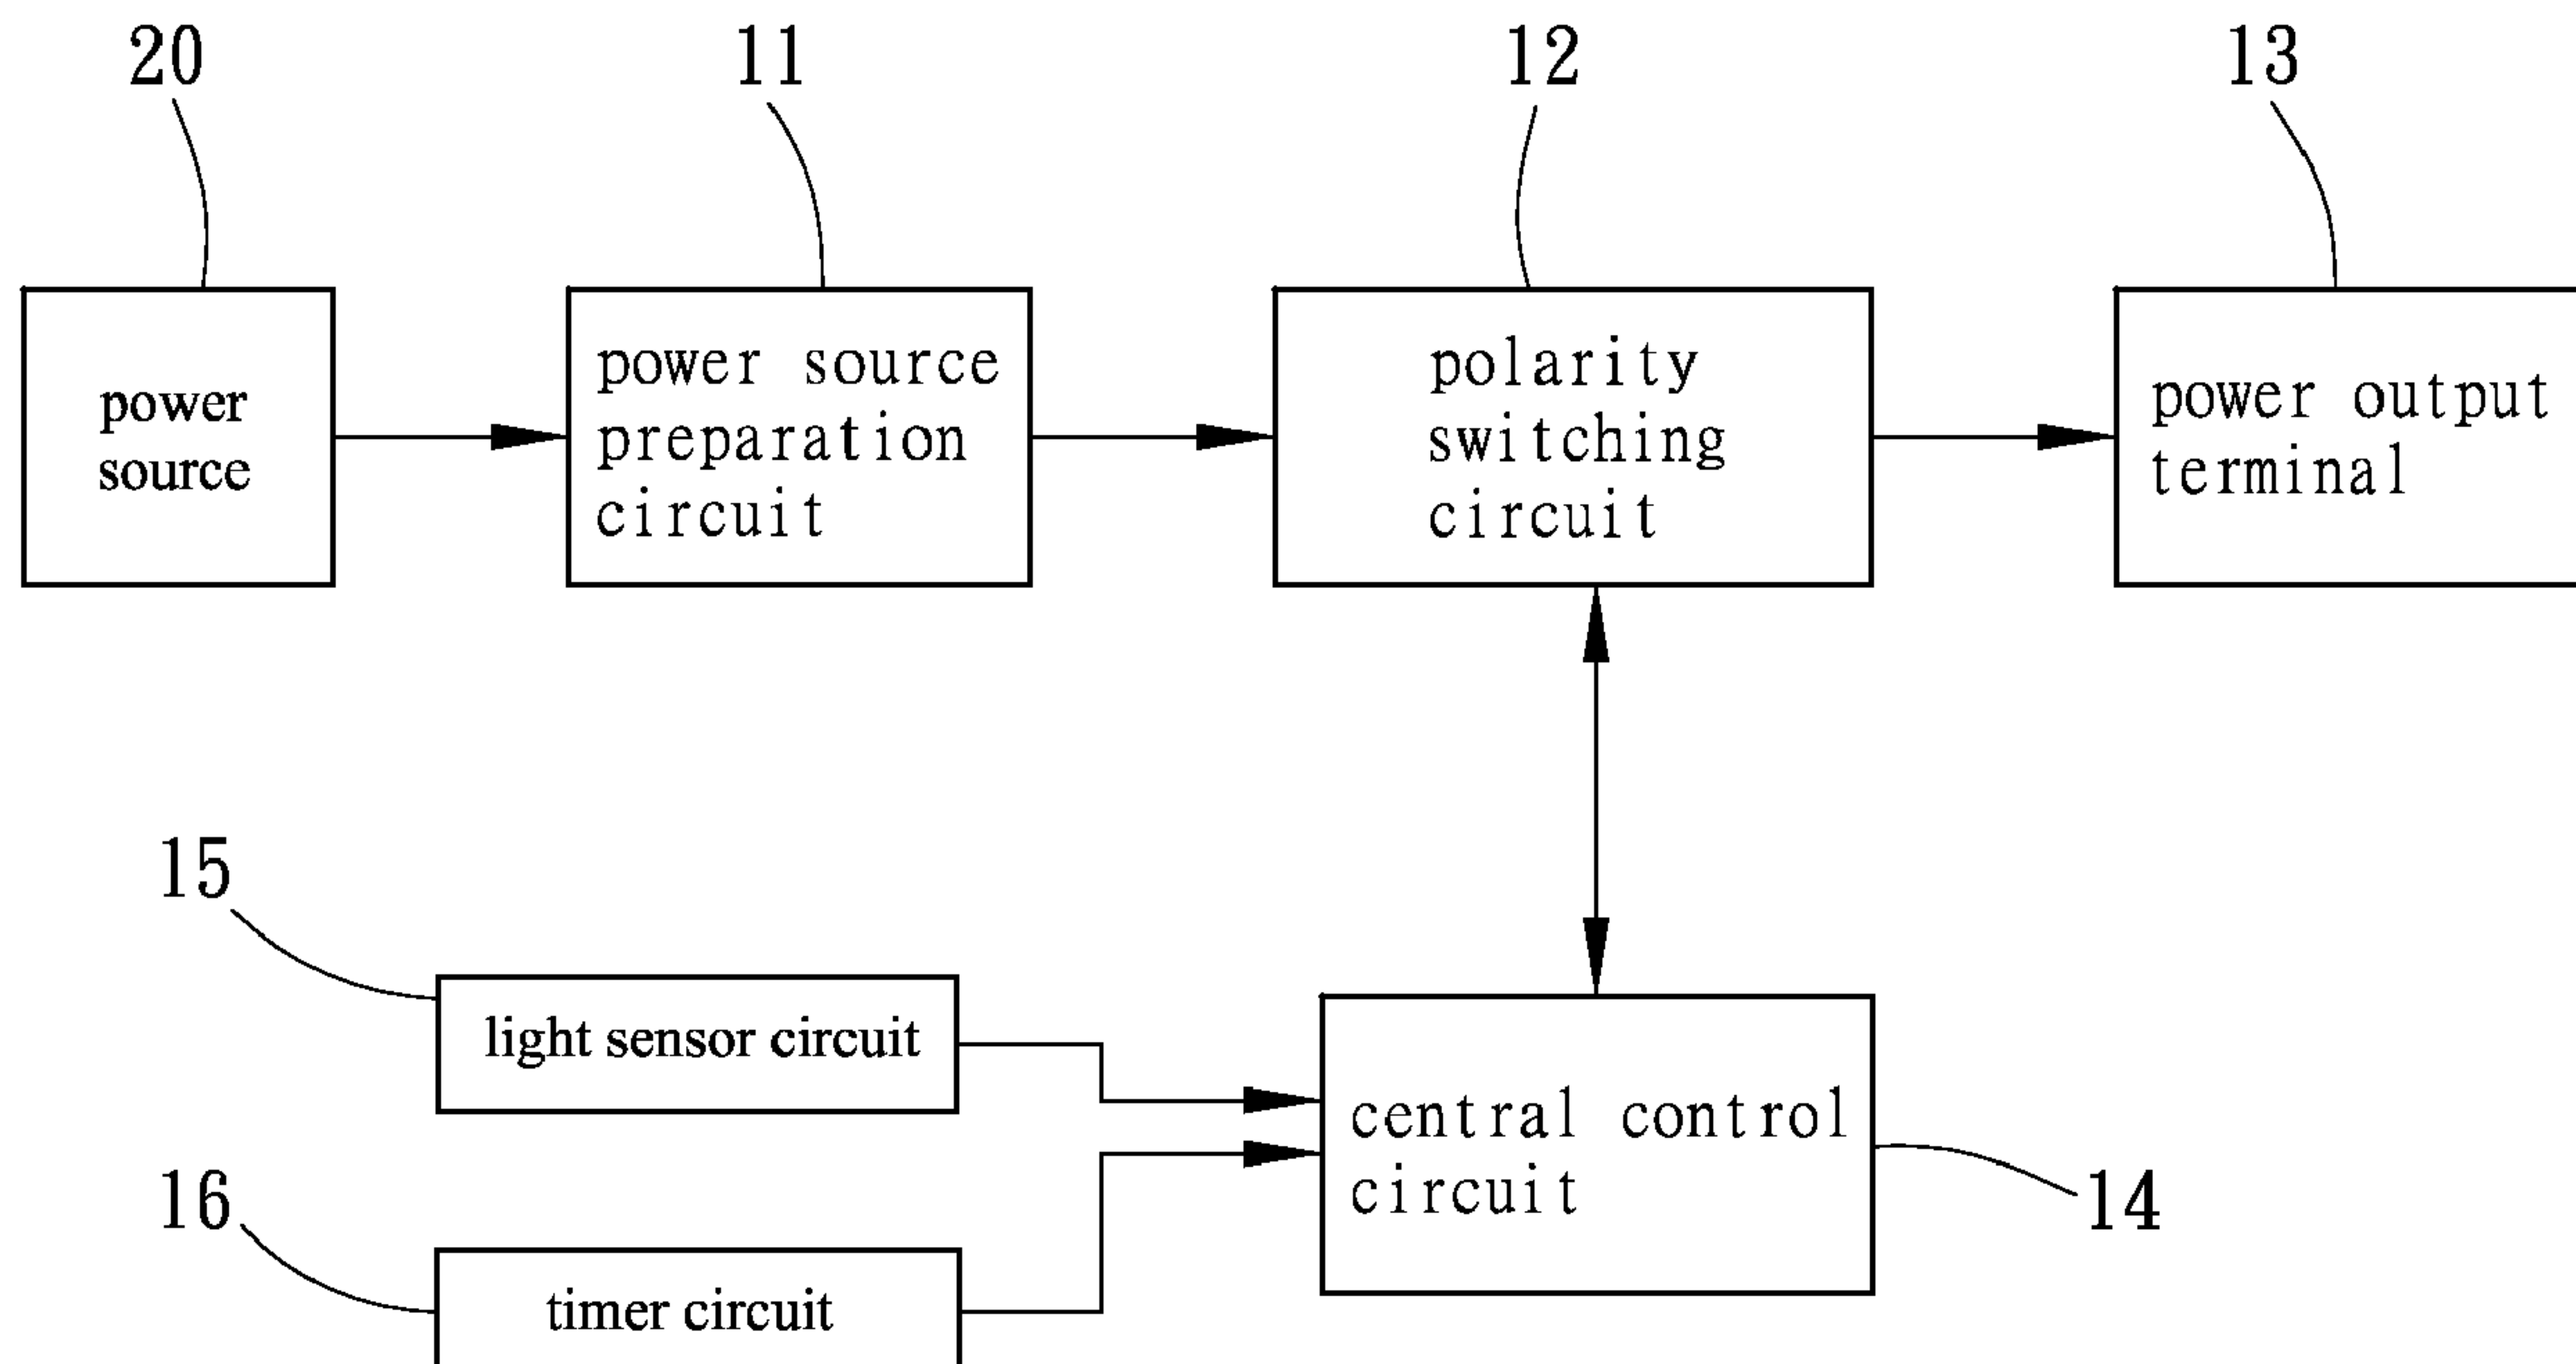 20
11
12
13
power
source
power source
preparation
circuit
polarity
switching
circuit
power output
terminal
15
light sensor circuit
central control
circuit
14
16
timer circuit